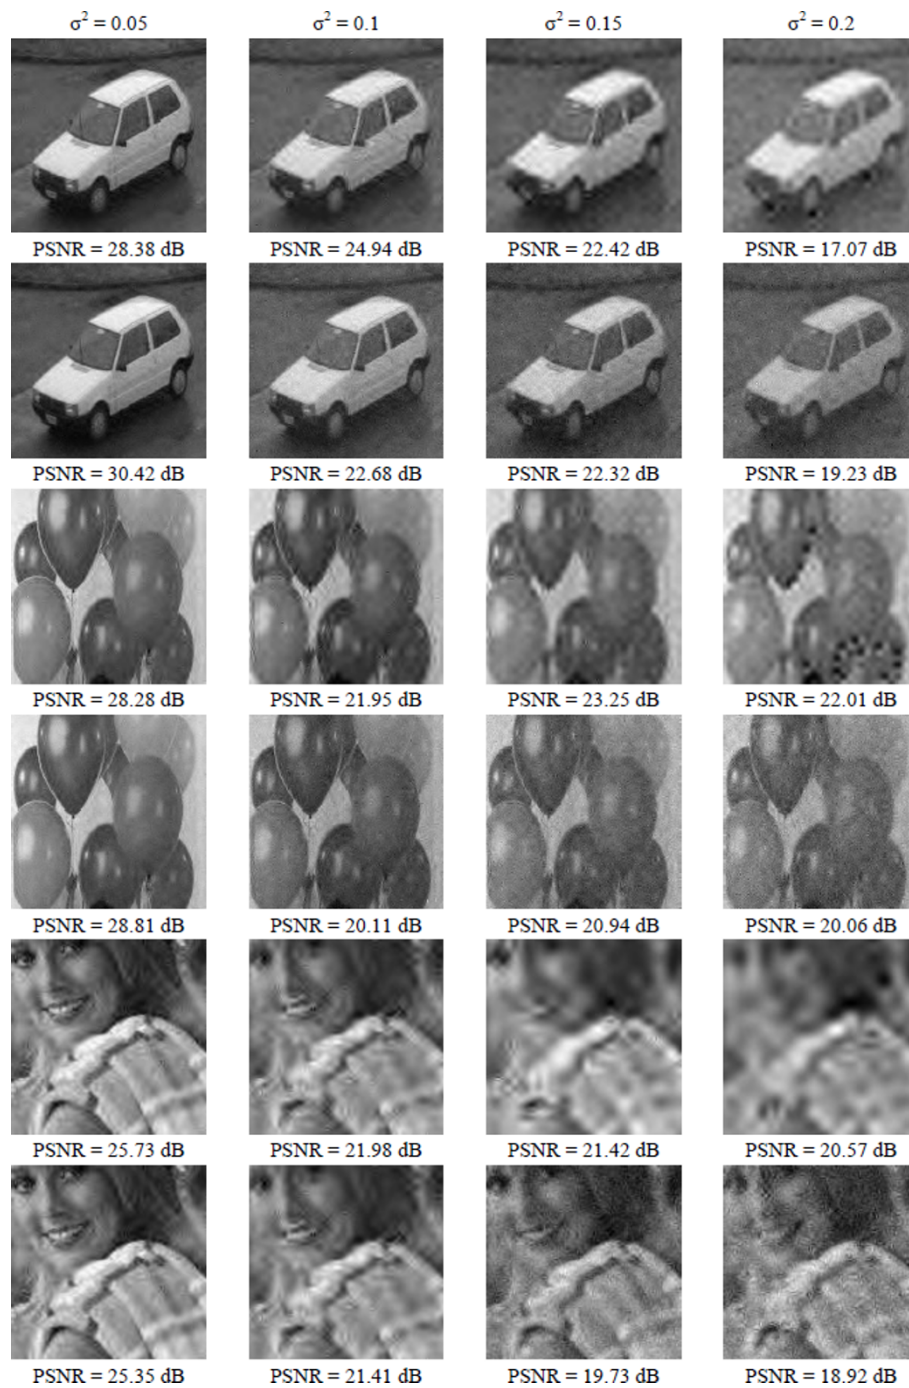 σ² = 0.05 σ² = 0.1 σ² = 0.15 σ² = 0.2
PSNR = 28.38 dB PSNR = 24.94 dB PSNR = 22.42 dB PSNR = 17.07 dB
PSNR = 30.42 dB PSNR = 22.68 dB PSNR = 22.32 dB PSNR = 19.23 dB
PSNR = 28.28 dB PSNR = 21.95 dB PSNR = 23.25 dB PSNR = 22.01 dB
PSNR = 28.81 dB PSNR = 20.11 dB PSNR = 20.94 dB PSNR = 20.06 dB
PSNR = 25.73 dB PSNR = 21.98 dB PSNR = 21.42 dB PSNR = 20.57 dB
PSNR = 25.35 dB PSNR = 21.41 dB PSNR = 19.73 dB PSNR = 18.92 dB